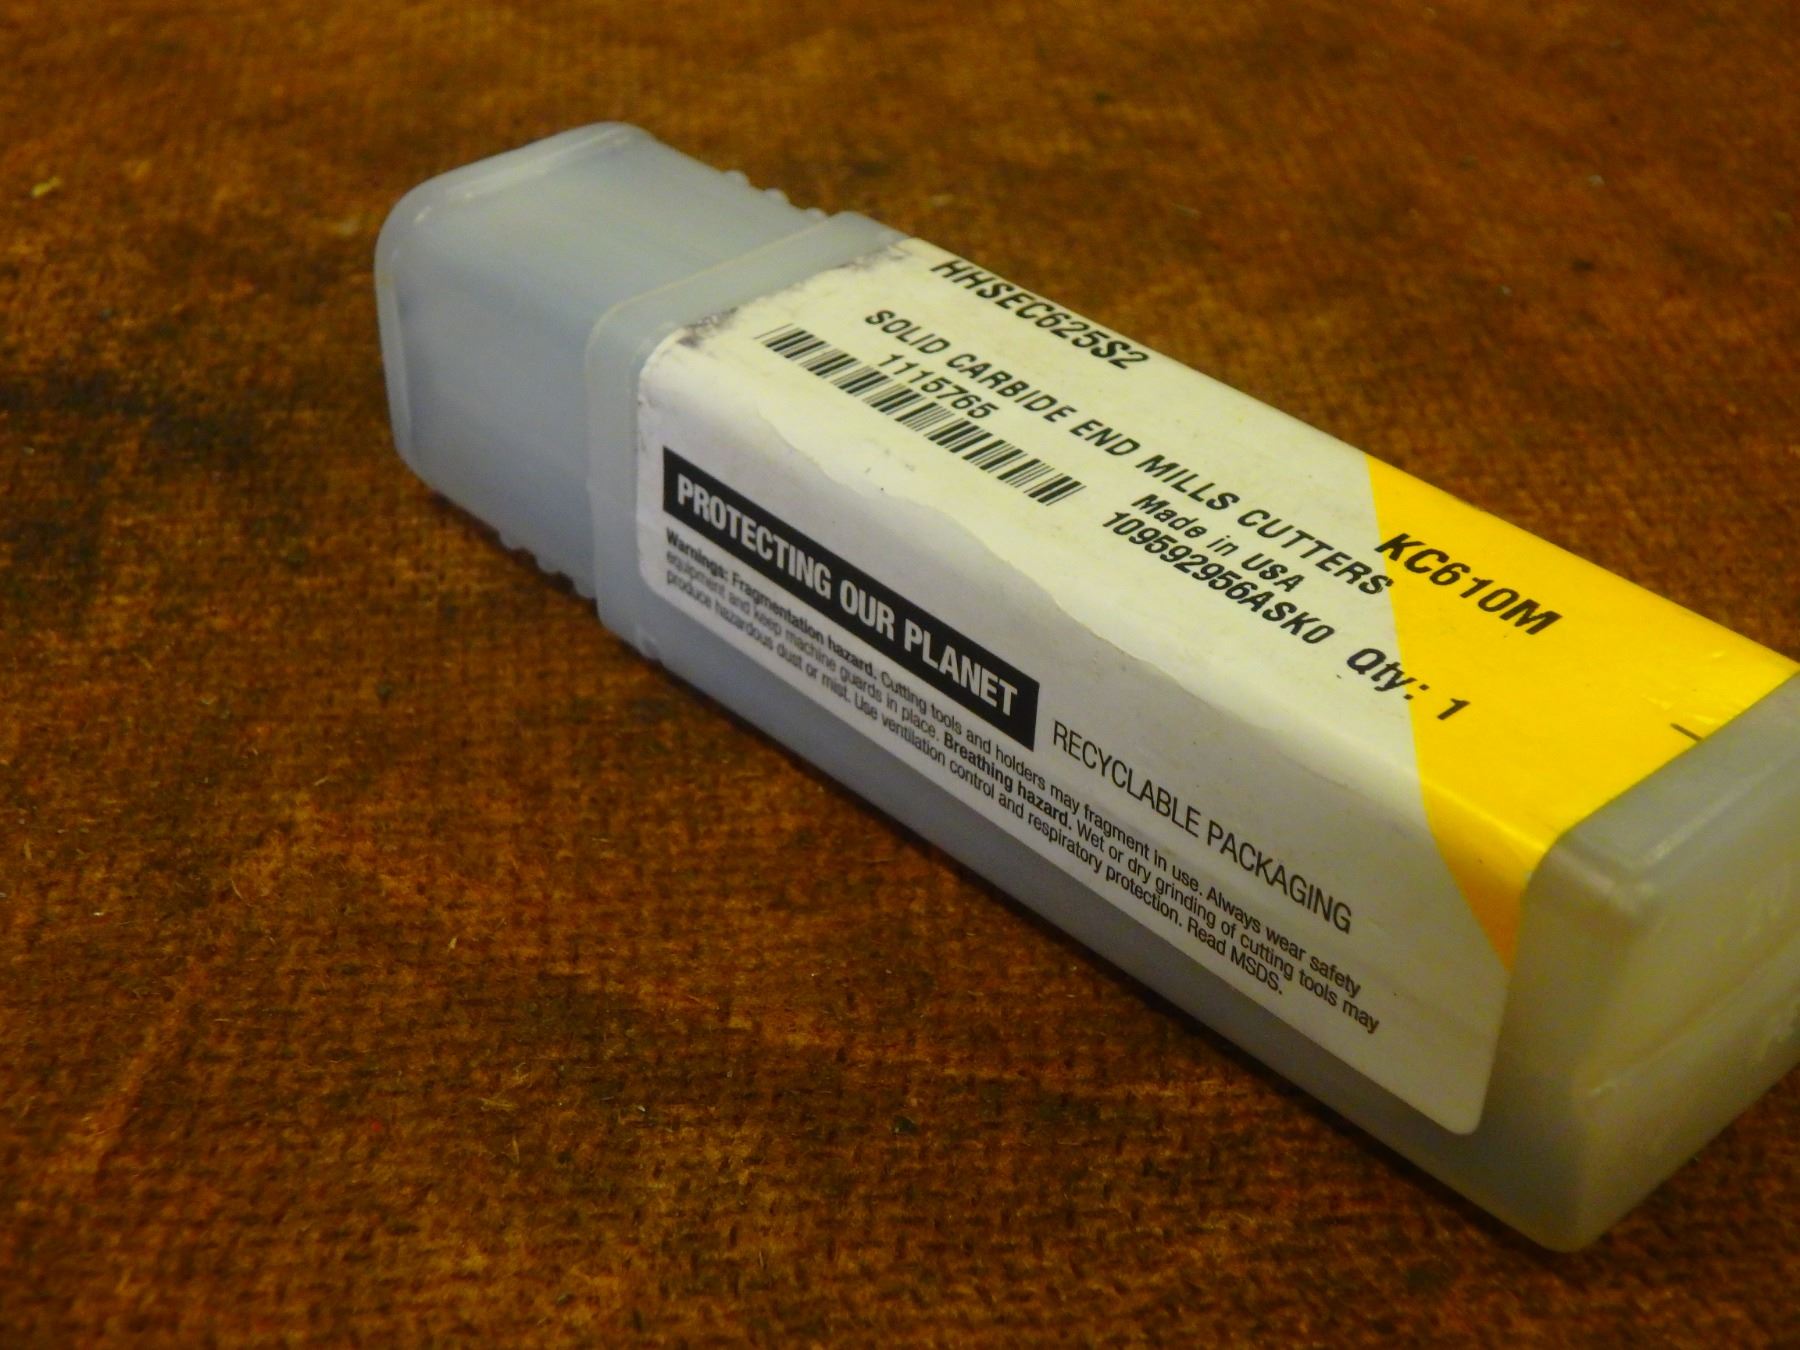 HHSEC625S2
KC610M
SOLID CARBIDE END MILLS CUTTERS
1115765
Made in USA
109592956ASK0 Qty: 1
PROTECTING OUR PLANET
RECYCLABLE PACKAGING
Warnings: Fragmentation hazard. Cutting tools and holders may fragment in use. Always wear safety
equipment and keep machine guards in place. Breathing hazard. Wet or dry grinding of cutting tools may
produce hazardous dust or mist. Use ventilation control and respiratory protection. Read MSDS.